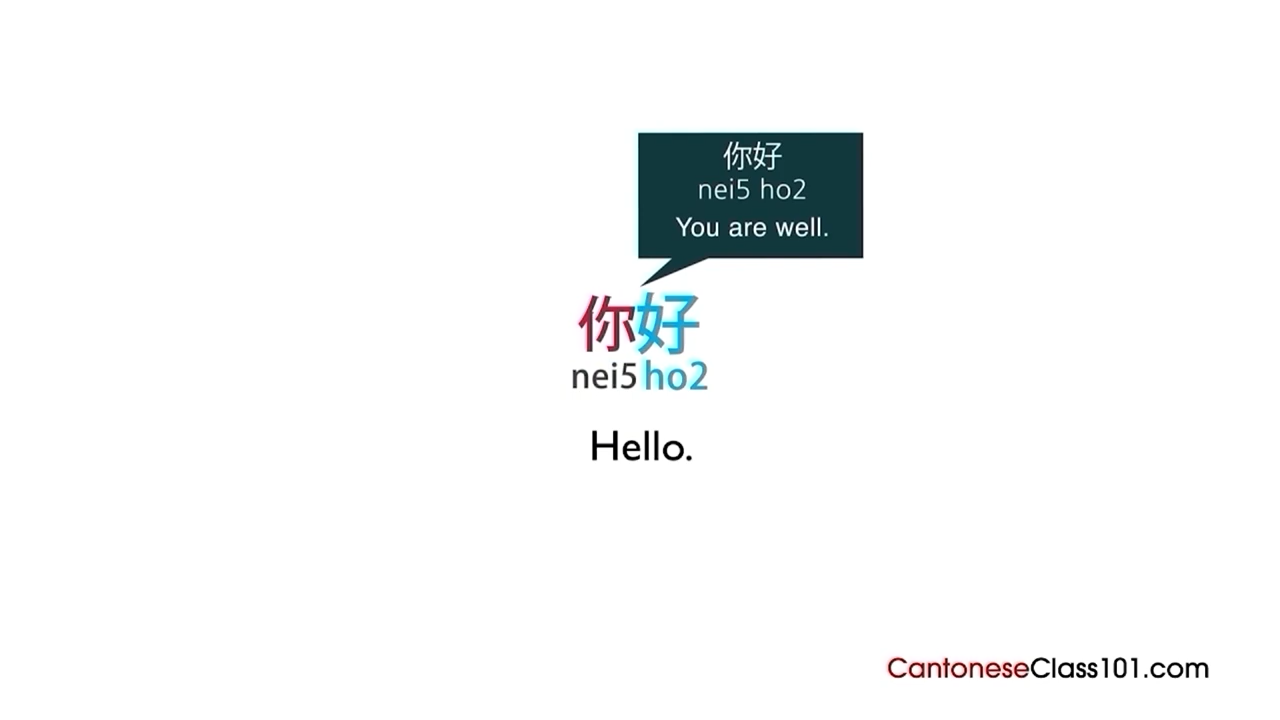 你好
nei5 ho2
You are well.
你好
nei5 ho2
Hello.
CantoneseClass101.com